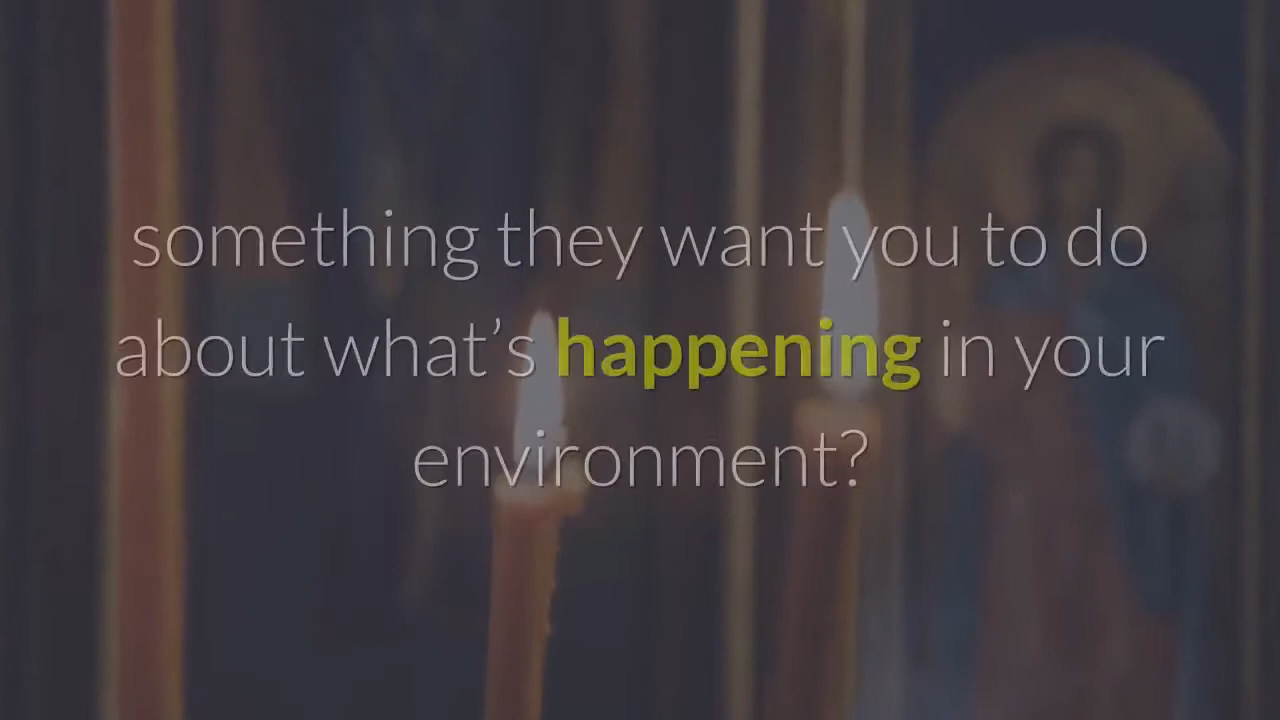 something they want you to do
about what’s happening in your
environment?